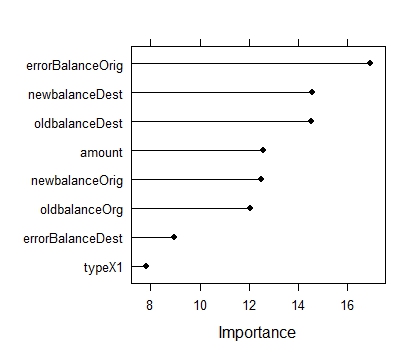 errorBalanceOrig
newbalanceDest
oldbalanceDest
amount
newbalanceOrig
oldbalanceOrg
errorBalanceDest
typeX1
8 10 12 14 16
Importance